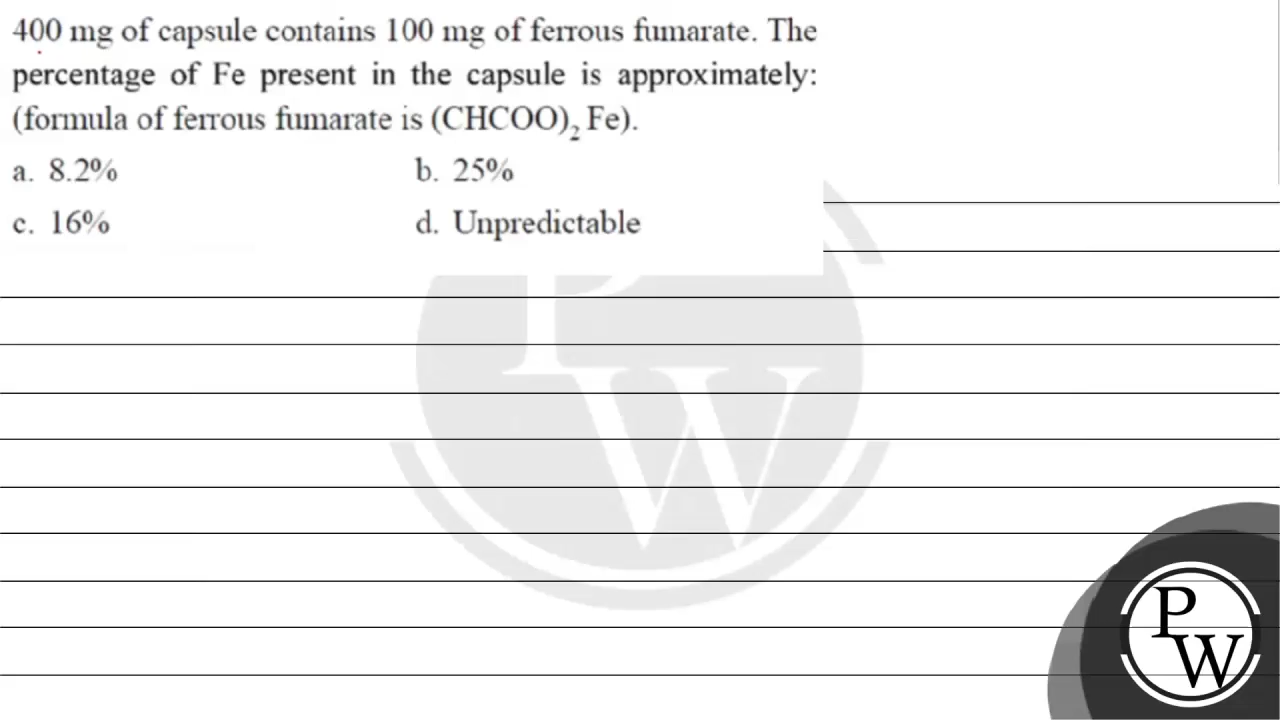 400 mg of capsule contains 100 mg of ferrous fumarate. The
percentage of Fe present in the capsule is approximately:
(formula of ferrous fumarate is (CHCOO)₂ Fe).
a. 8.2% b. 25%
c. 16% d. Unpredictable
PW
P
W